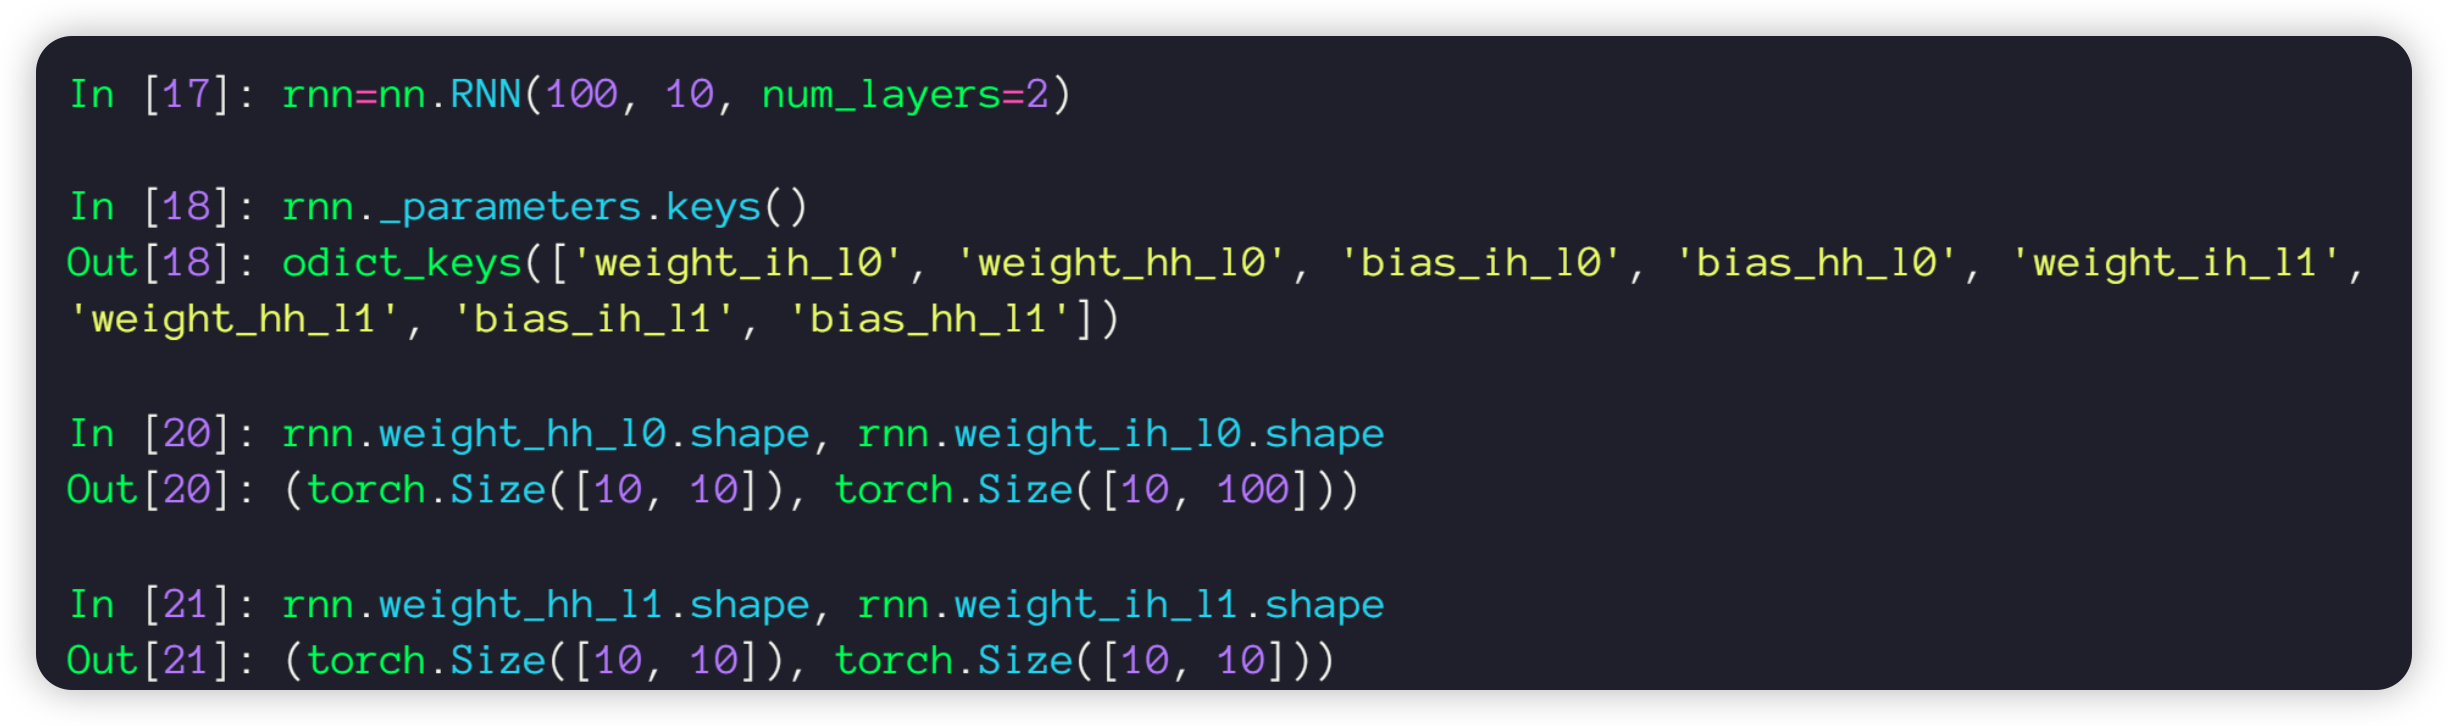 In [17]: rnn=nn.RNN(100, 10, num_layers=2)
In [18]: rnn._parameters.keys()
Out[18]: odict_keys(['weight_ih_l0', 'weight_hh_l0', 'bias_ih_l0', 'bias_hh_l0', 'weight_ih_l1',
'weight_hh_l1', 'bias_ih_l1', 'bias_hh_l1'])
In [20]: rnn.weight_hh_l0.shape, rnn.weight_ih_l0.shape
Out[20]: (torch.Size([10, 10]), torch.Size([10, 100]))
In [21]: rnn.weight_hh_l1.shape, rnn.weight_ih_l1.shape
Out[21]: (torch.Size([10, 10]), torch.Size([10, 10]))